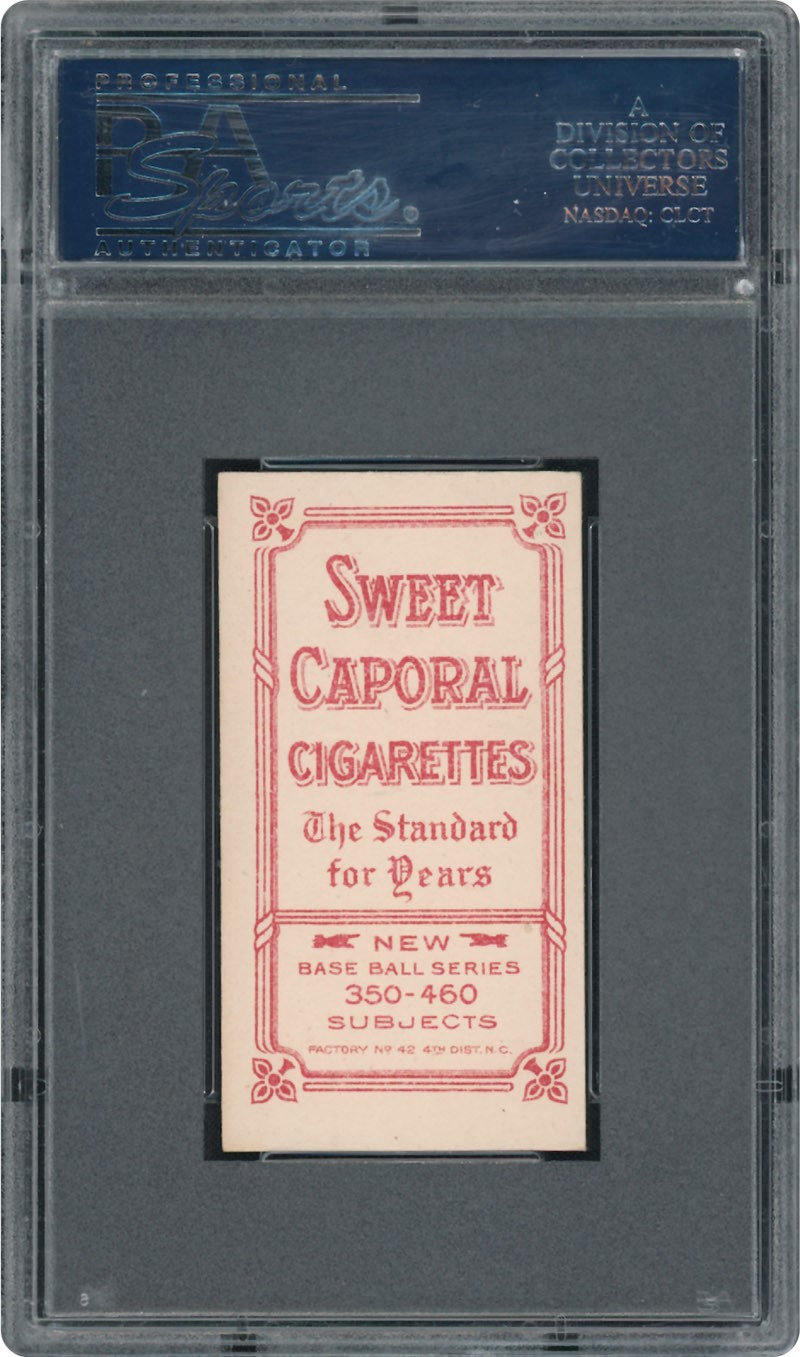 PROFESSIONAL
PSA
Sports®
AUTHENTICATOR
A
DIVISION OF
COLLECTORS
UNIVERSE
NASDAQ: CLCT
SWEET
CAPORAL
CIGARETTES
The Standard
for Years
NEW
BASE BALL SERIES
350-460
SUBJECTS
FACTORY Nº 42 4TH DIST. N.C.